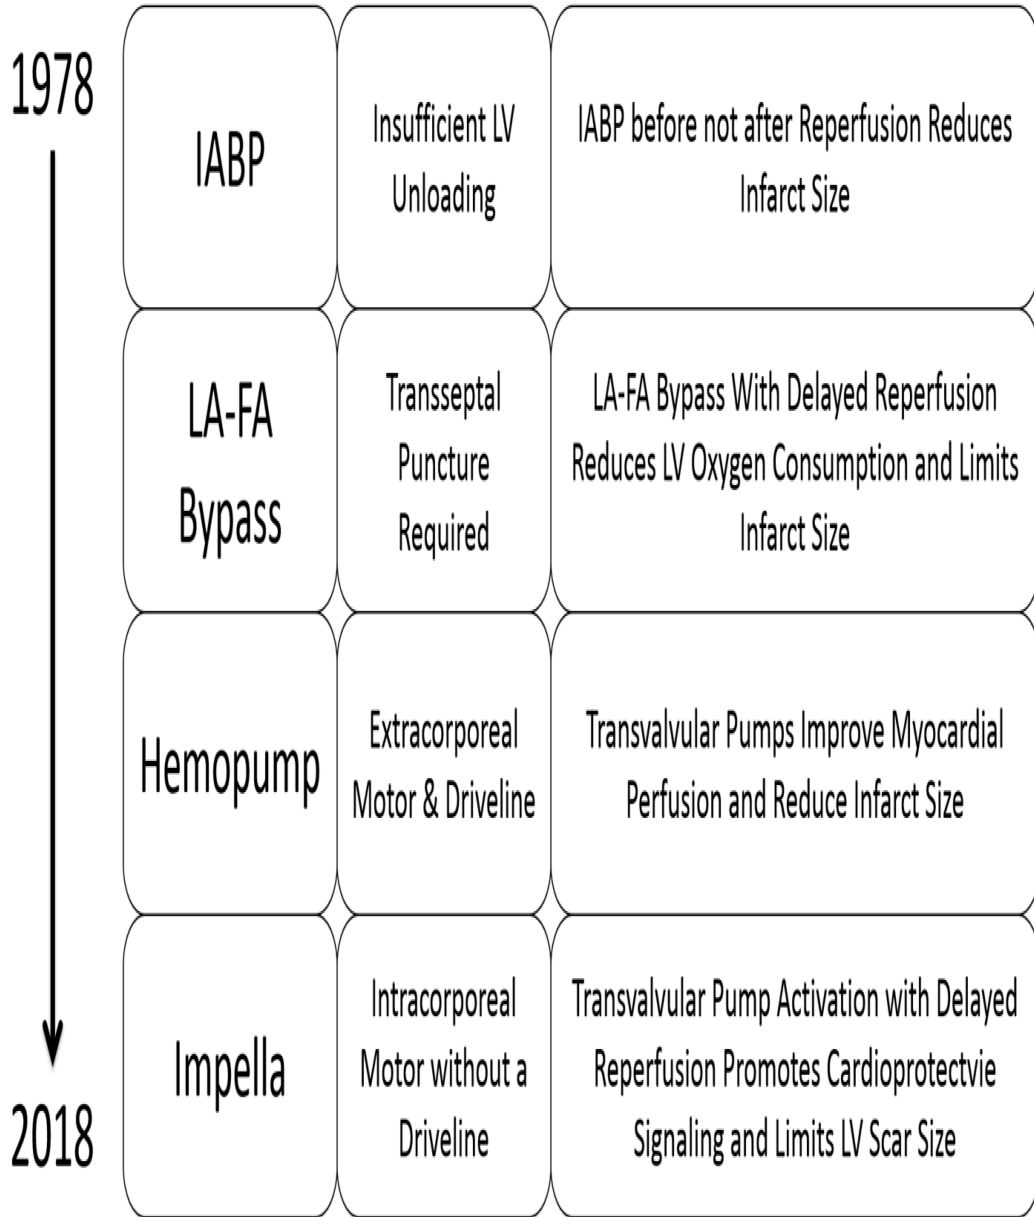 1978
IABP
Insufficient LV
Unloading
IABP before not after Reperfusion Reduces
Infarct Size
LA-FA
Bypass
Transseptal
Puncture
Required
LA-FA Bypass With Delayed Reperfusion
Reduces LV Oxygen Consumption and Limits
Infarct Size
Hemopump
Extracorporeal
Motor & Driveline
Transvalvular Pumps Improve Myocardial
Perfusion and Reduce Infarct Size
Impella
Intracorporeal
Motor without a
Driveline
Transvalvular Pump Activation with Delayed
Reperfusion Promotes Cardioprotectvie
Signaling and Limits LV Scar Size
2018